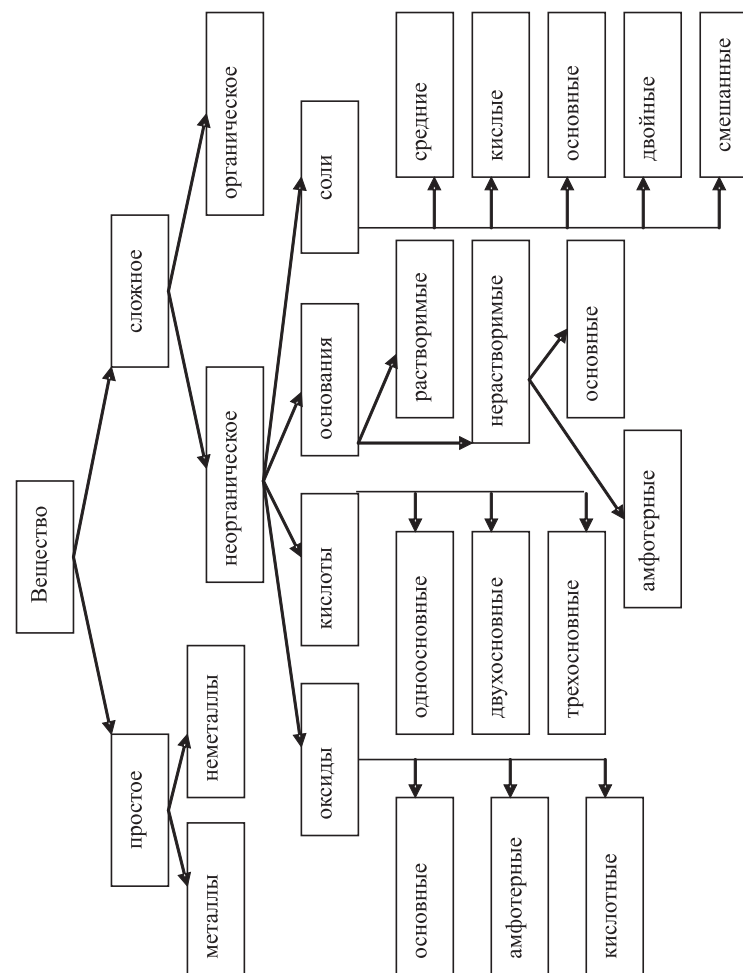 Вещество
простое
сложное
металлы
неметаллы
неорганическое
органическое
оксиды
кислоты
основания
соли
основные
амфотерные
кислотные
одноосновные
двухосновные
трехосновные
растворимые
нерастворимые
амфотерные
основные
средние
кислые
основные
двойные
смешанные